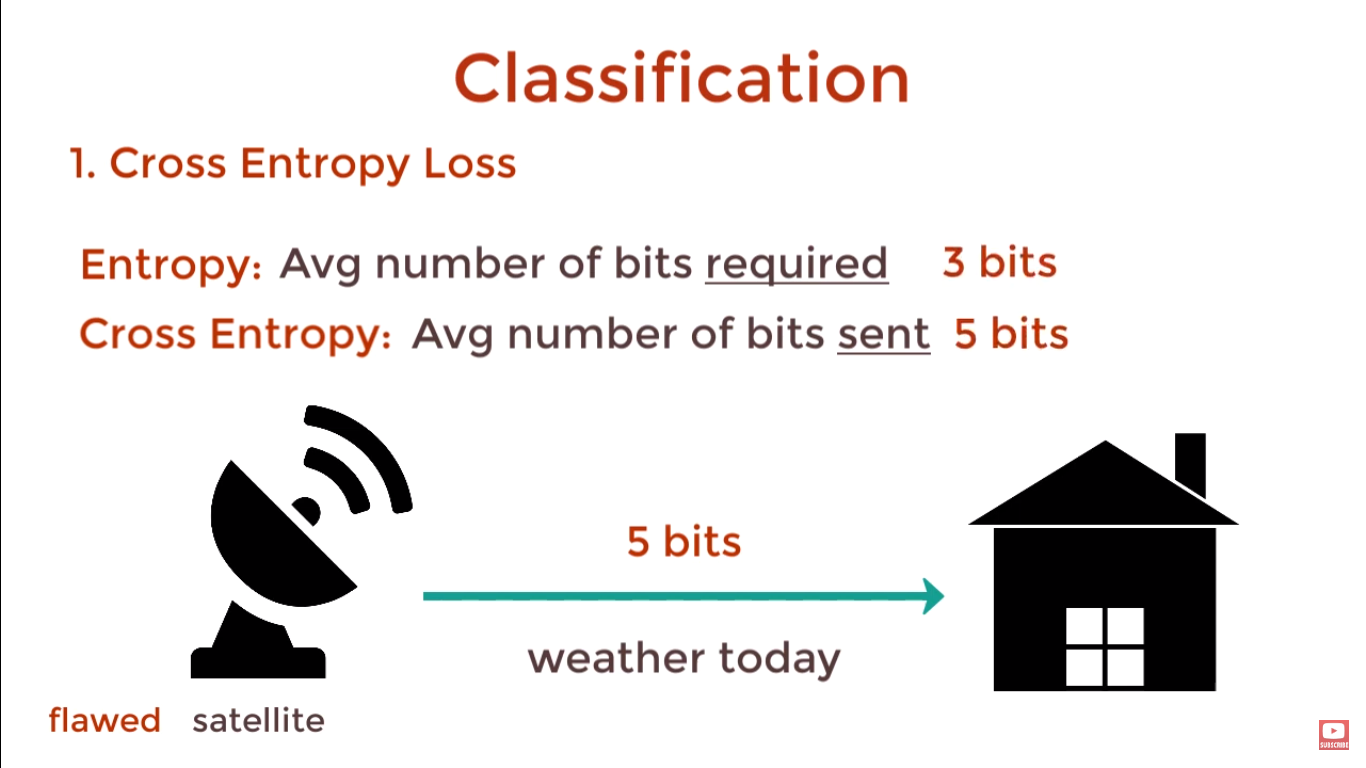 Classification
1. Cross Entropy Loss
Entropy: Avg number of bits required 3 bits
Cross Entropy: Avg number of bits sent 5 bits
5 bits
weather today
flawed satellite
SUBSCRIBE